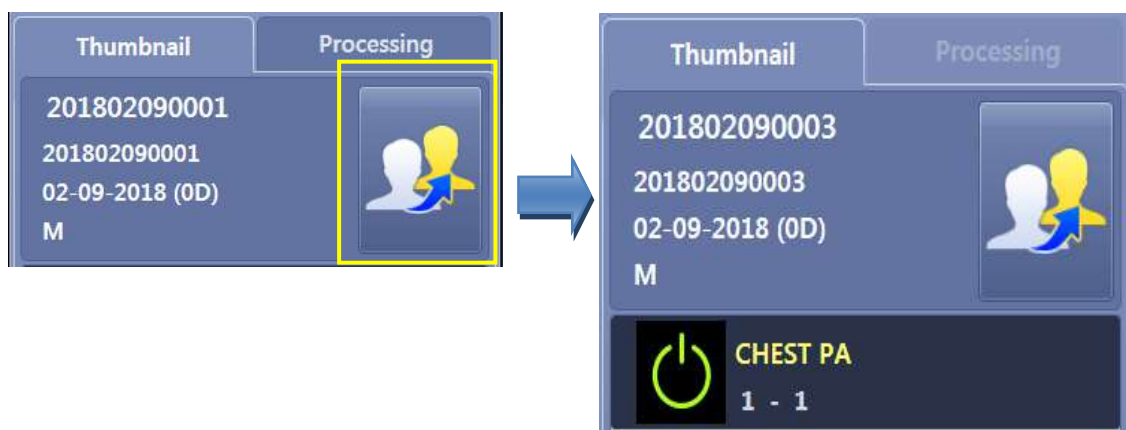 Thumbnail Processing
201802090001
201802090001
02-09-2018 (0D)
M
Thumbnail Processing
201802090003
201802090003
02-09-2018 (0D)
M
CHEST PA
1 - 1